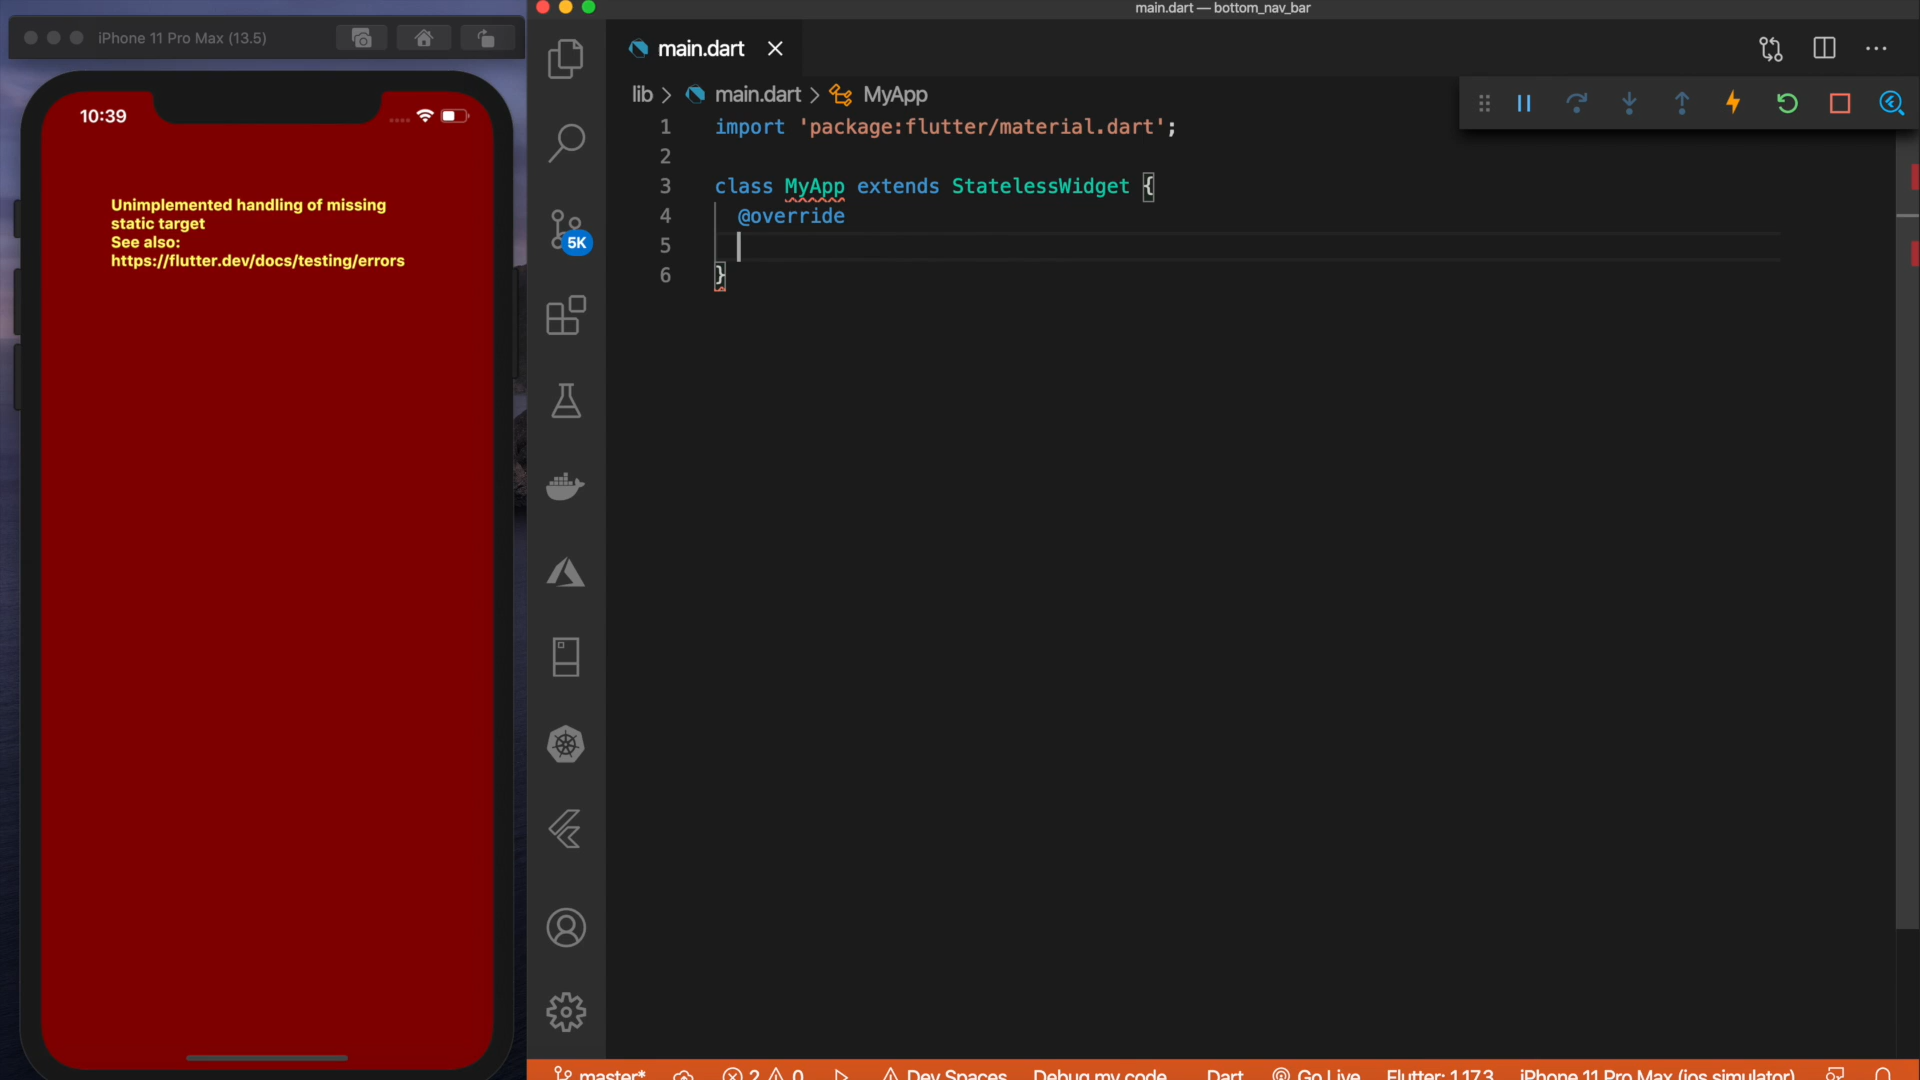 main.dart — bottom_nav_bar
iPhone 11 Pro Max (13.5)
main.dart
10:39
lib > main.dart > MyApp
1 import 'package:flutter/material.dart';
2
3 class MyApp extends StatelessWidget {
4 @override
5
6 }
Unimplemented handling of missing
static target
See also:
https://flutter.dev/docs/testing/errors
5K
master* 2 0 Dev Spaces Debug my code Dart Go Live Flutter: 1.17.3 iPhone 11 Pro Max (ios simulator)